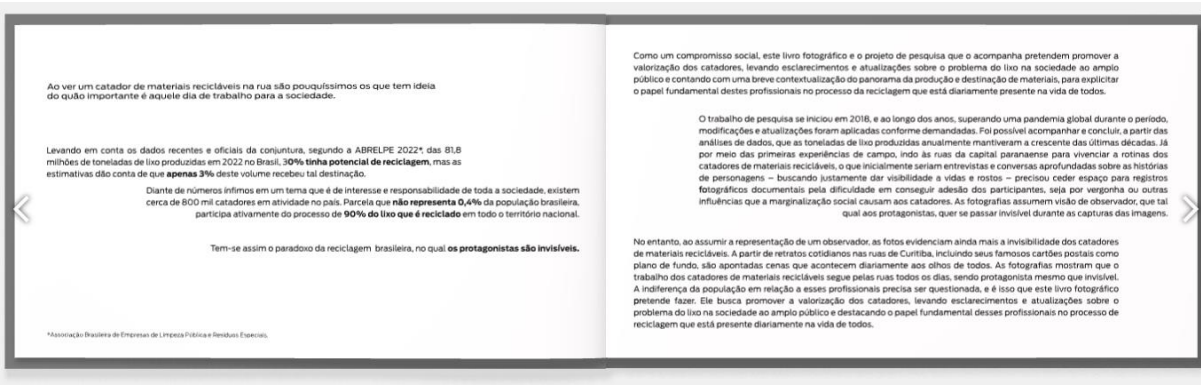 Ao ver um catador de materiais recicláveis na rua são pouquíssimos os que tem ideia
do quão importante é aquele dia de trabalho para a sociedade.
Levando em conta os dados recentes e oficiais da conjuntura, segundo a ABRELPE 2022*, das 81,8
milhões de toneladas de lixo produzidas em 2022 no Brasil, 30% tinha potencial de reciclagem, mas as
estimativas dão conta de que apenas 3% deste volume recebeu tal destinação.
Diante de números ínfimos em um tema que é de interesse e responsabilidade de toda a sociedade, existem
cerca de 800 mil catadores em atividade no país. Parcela que não representa 0,4% da população brasileira,
participa ativamente do processo de 90% do lixo que é reciclado em todo o território nacional.
Tem-se assim o paradoxo da reciclagem brasileira, no qual os protagonistas são invisíveis.
*Associação Brasileira de Empresas de Limpeza Pública e Resíduos Especiais.
Como um compromisso social, este livro fotográfico e o projeto de pesquisa que o acompanha pretendem promover a
valorização dos catadores, levando esclarecimentos e atualizações sobre o problema do lixo na sociedade ao amplo
público e contando com uma breve contextualização do panorama da produção e destinação de materiais, para explicitar
o papel fundamental destes profissionais no processo da reciclagem que está diariamente presente na vida de todos.
O trabalho de pesquisa se iniciou em 2018, e ao longo dos anos, superando uma pandemia global durante o período,
modificações e atualizações foram aplicadas conforme demandadas. Foi possível acompanhar e concluir, a partir das
análises de dados, que as toneladas de lixo produzidas anualmente mantiveram a crescente das últimas décadas. Já
por meio das primeiras experiências de campo, indo às ruas da capital paranaense para vivenciar a rotinas dos
catadores de materiais recicláveis, o que inicialmente seriam entrevistas e conversas aprofundadas sobre as histórias
de personagens – buscando justamente dar visibilidade a vidas e rostos – precisou ceder espaço para registros
fotográficos documentais pela dificuldade em conseguir adesão dos participantes, seja por vergonha ou outras
influências que a marginalização social causam aos catadores. As fotografias assumem visão de observador, que tal
qual aos protagonistas, quer se passar invisível durante as capturas das imagens.
No entanto, ao assumir a representação de um observador, as fotos evidenciam ainda mais a invisibilidade dos catadores
de materiais recicláveis. A partir de retratos cotidianos nas ruas de Curitiba, incluindo seus famosos cartões postais como
plano de fundo, são apontadas cenas que acontecem diariamente aos olhos de todos. As fotografias mostram que o
trabalho dos catadores de materiais recicláveis segue pelas ruas todos os dias, sendo protagonista mesmo que invisível.
A indiferença da população em relação a esses profissionais precisa ser questionada, e é isso que este livro fotográfico
pretende fazer. Ele busca promover a valorização dos catadores, levando esclarecimentos e atualizações sobre o
problema do lixo na sociedade ao amplo público e destacando o papel fundamental desses profissionais no processo de
reciclagem que está presente diariamente na vida de todos.